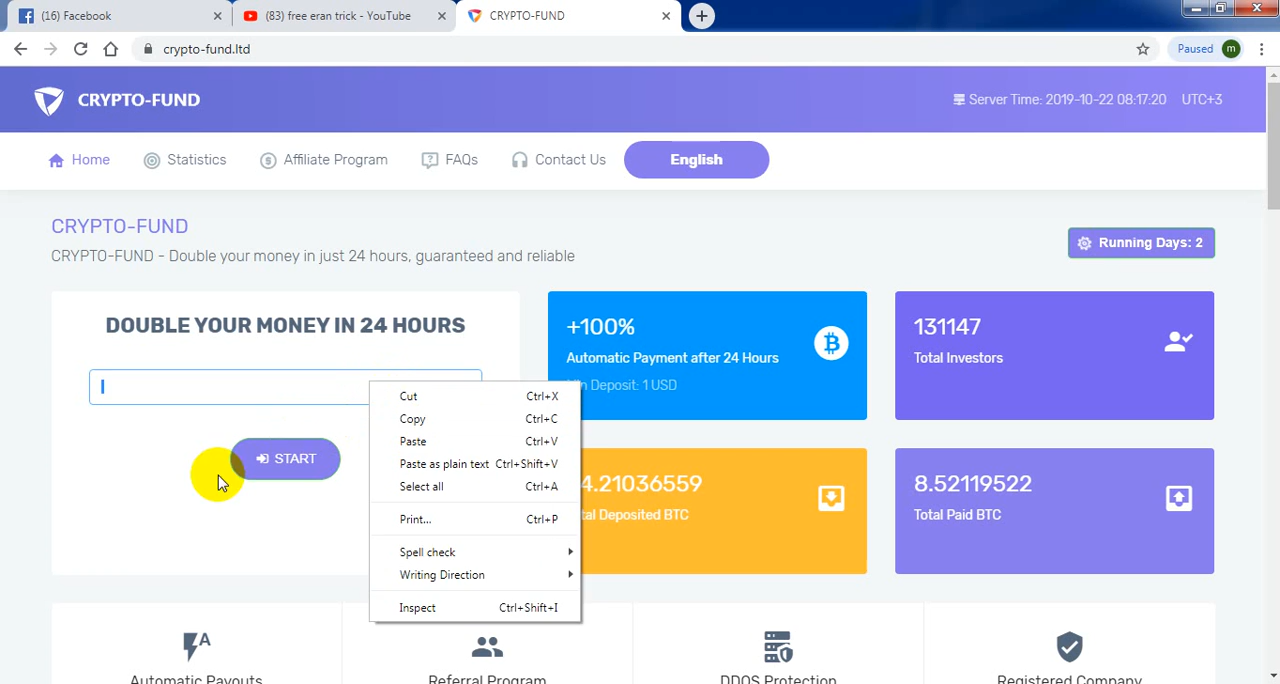 (16) Facebook
(83) free eran trick - YouTube
CRYPTO-FUND
crypto-fund.ltd
Paused
m
CRYPTO-FUND
Server Time: 2019-10-22 08:17:20 UTC+3
Home
Statistics
Affiliate Program
FAQs
Contact Us
English
CRYPTO-FUND
CRYPTO-FUND - Double your money in just 24 hours, guaranteed and reliable
Running Days: 2
DOUBLE YOUR MONEY IN 24 HOURS
START
Cut Ctrl+X
Copy Ctrl+C
Paste Ctrl+V
Paste as plain text Ctrl+Shift+V
Select all Ctrl+A
Print... Ctrl+P
Spell check
Writing Direction
Inspect Ctrl+Shift+I
+100%
Automatic Payment after 24 Hours
Deposit: 1 USD
131147
Total Investors
4.21036559
Deposited BTC
8.52119522
Total Paid BTC
Automatic Payouts
Referral Program
DDOS Protection
Registered Company